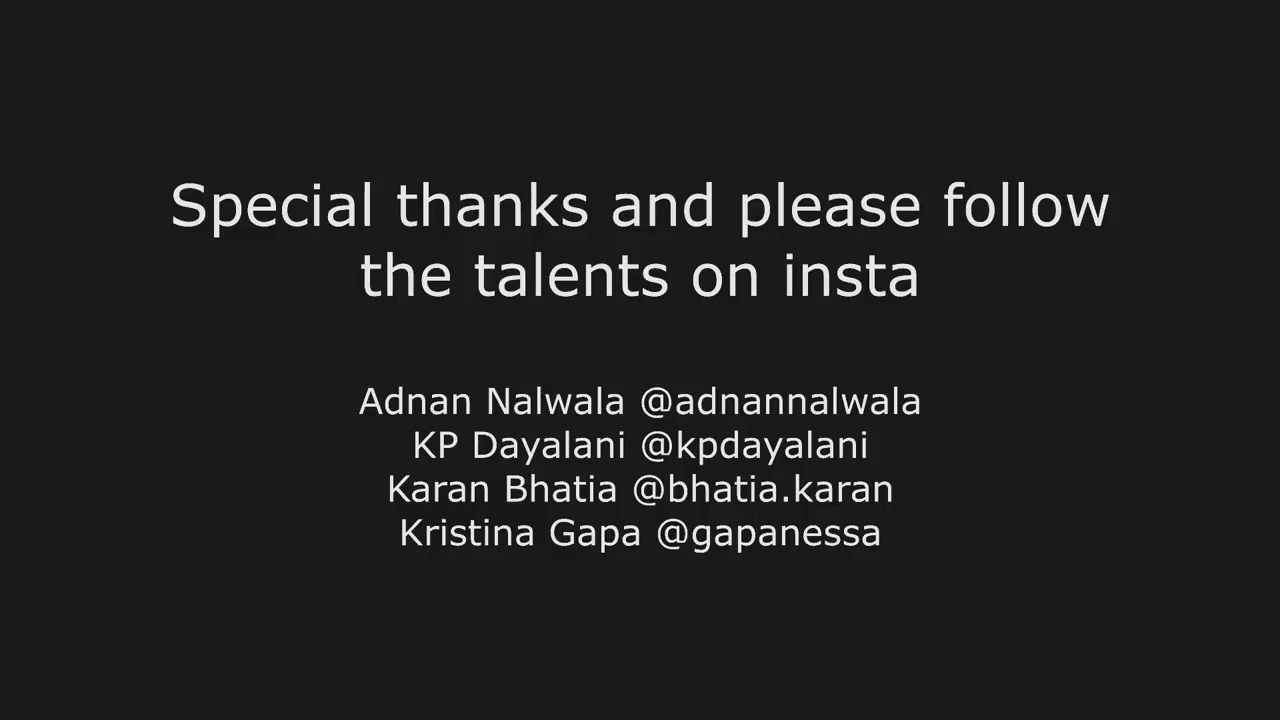 Special thanks and please follow
the talents on insta
Adnan Nalwala @adnannalwala
KP Dayalani @kpdayalani
Karan Bhatia @bhatia.karan
Kristina Gapa @gapanessa